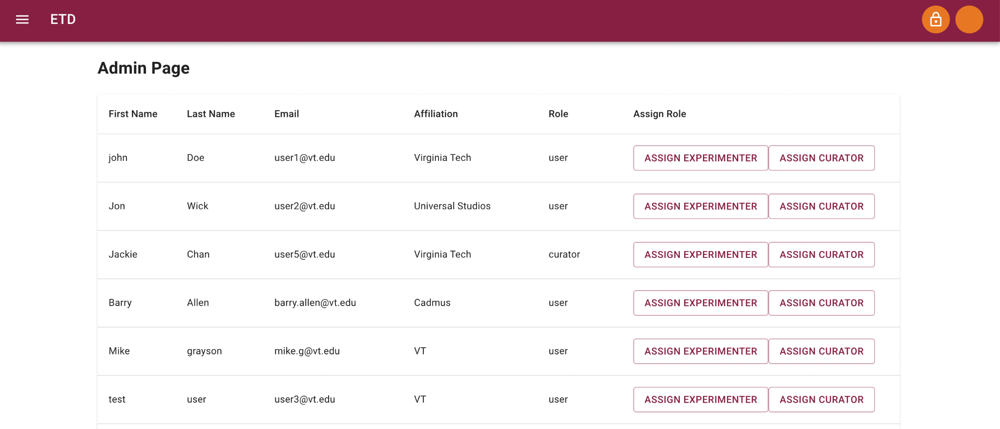 ETD
Admin Page
First Name Last Name Email Affiliation Role Assign Role
john Doe user1@vt.edu Virginia Tech user ASSIGN EXPERIMENTER ASSIGN CURATOR
Jon Wick user2@vt.edu Universal Studios user ASSIGN EXPERIMENTER ASSIGN CURATOR
Jackie Chan user5@vt.edu Virginia Tech curator ASSIGN EXPERIMENTER ASSIGN CURATOR
Barry Allen barry.allen@vt.edu Cadmus user ASSIGN EXPERIMENTER ASSIGN CURATOR
Mike grayson mike.g@vt.edu VT user ASSIGN EXPERIMENTER ASSIGN CURATOR
test user user3@vt.edu VT user ASSIGN EXPERIMENTER ASSIGN CURATOR